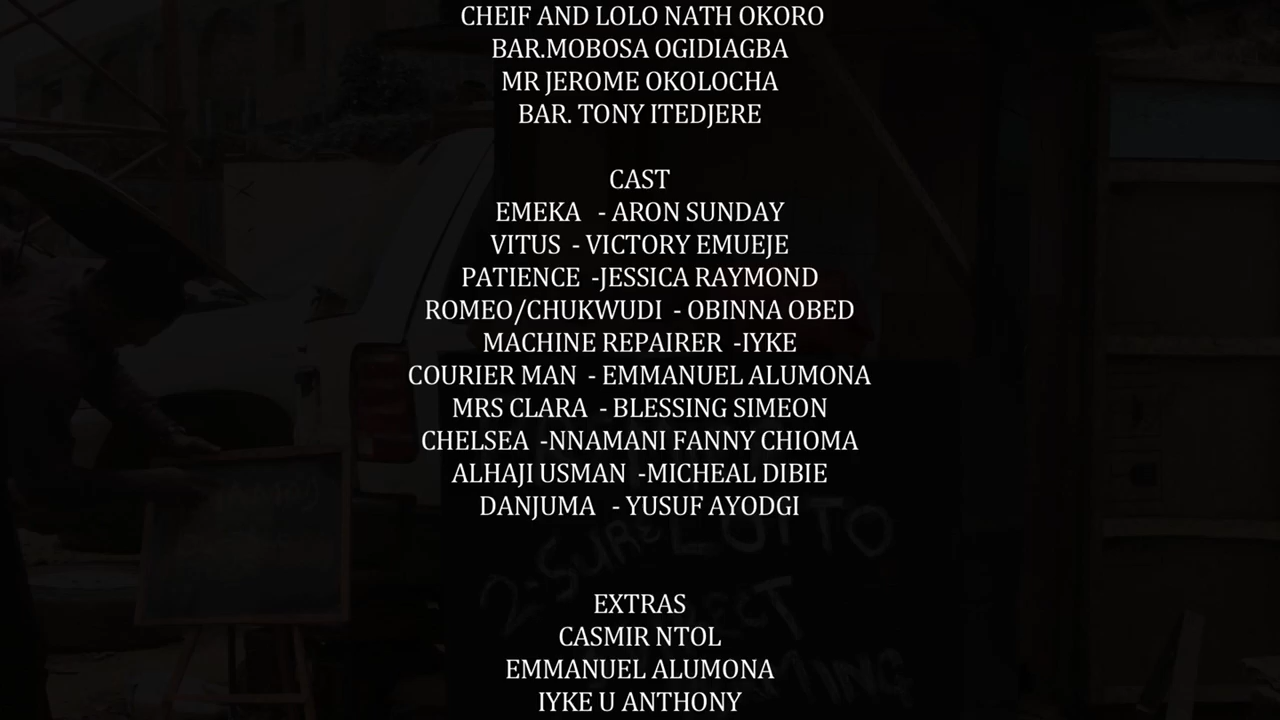 CHEIF AND LOLO NATH OKORO
BAR.MOBOSA OGIDIAGBA
MR JEROME OKOLOCHA
BAR. TONY ITEDJERE
CAST
EMEKA - ARON SUNDAY
VITUS - VICTORY EMUEJE
PATIENCE -JESSICA RAYMOND
ROMEO/CHUKWUDI - OBINNA OBED
MACHINE REPAIRER -IYKE
COURIER MAN - EMMANUEL ALUMONA
MRS CLARA - BLESSING SIMEON
CHELSEA -NNAMANI FANNY CHIOMA
ALHAJI USMAN -MICHEAL DIBIE
DANJUMA - YUSUF AYODGI
2-SURE LOTTO
EXTRAS
CASMIR NTOL
EMMANUEL ALUMONA
IYKE U ANTHONY